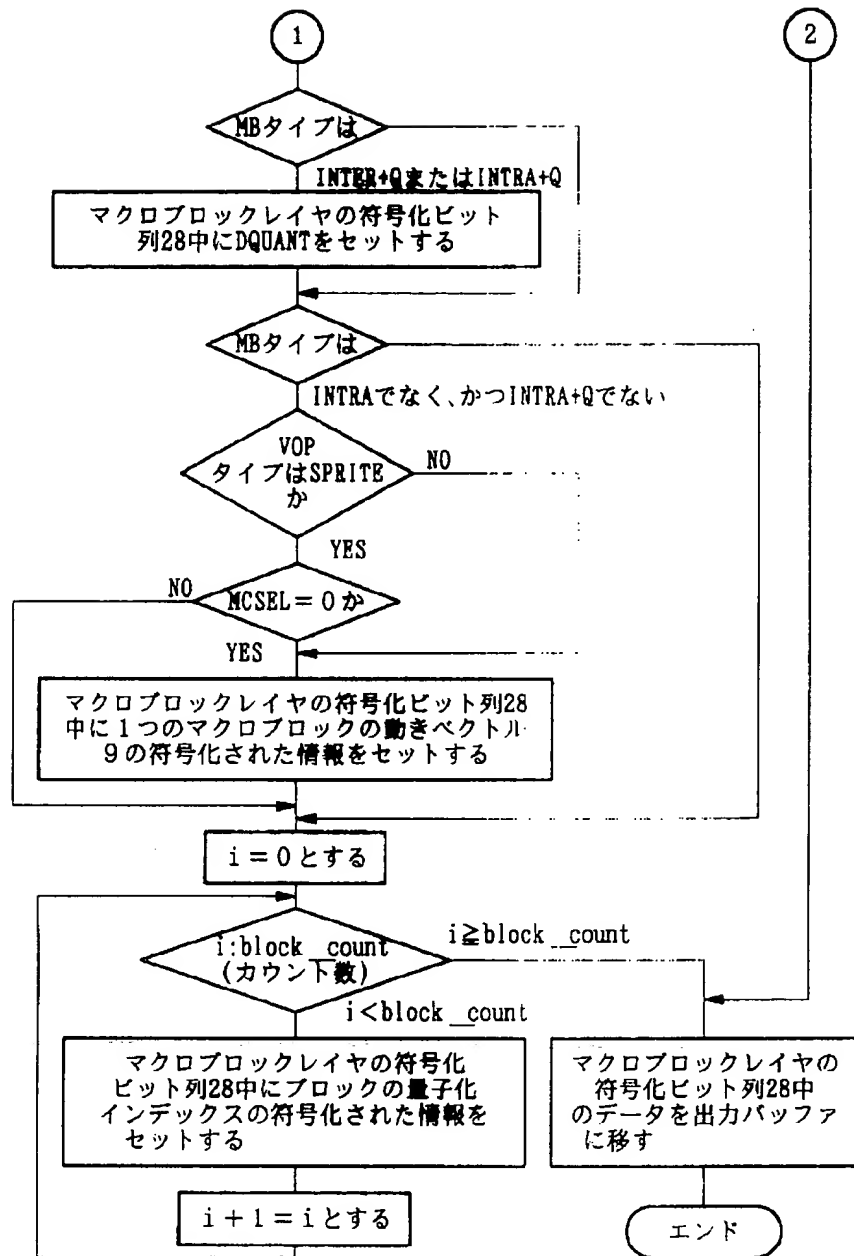 1
2
MBタイプは
INTER+QまたはINTRA+Q
マクロブロックレイヤの符号化ビット
列28中にDQUANTをセットする
MBタイプは
INTRAでなく、かつINTRA+Qでない
VOP
タイプはSPRITE
か
NO
YES
NO
MCSEL=0か
YES
マクロブロックレイヤの符号化ビット列28
中に1つのマクロブロックの動きベクトル
9の符号化された情報をセットする
i=0とする
i:block_count
(カウント数)
i≧block_count
i<block_count
マクロブロックレイヤの符号化
ビット列28中にブロックの量子化
インデックスの符号化された情報を
セットする
マクロブロックレイヤの
符号化ビット列28中
のデータを出力バッファ
に移す
i+1=iとする
エンド